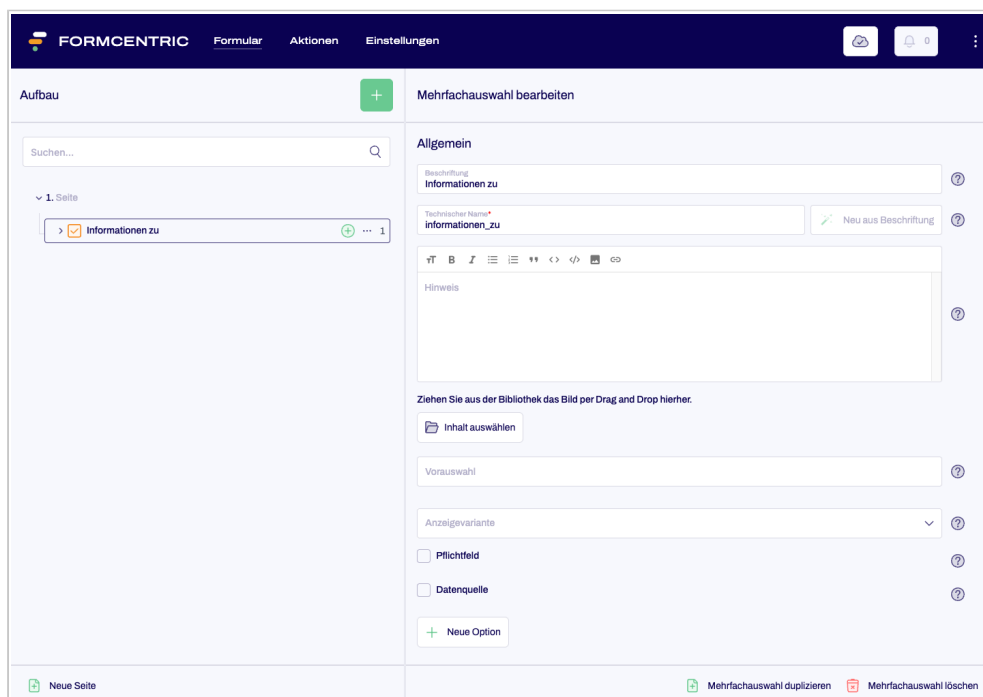 FORMCENTRIC Formular Aktionen Einstellungen 0
Aufbau
Mehrfachauswahl bearbeiten
Suchen...
1. Seite
Informationen zu 1
Allgemein
Beschriftung
Informationen zu
Technischer Name*
informationen_zu
Neu aus Beschriftung
Hinweis
Ziehen Sie aus der Bibliothek das Bild per Drag and Drop hierher.
Inhalt auswählen
Vorauswahl
Anzeigevariante
Pflichtfeld
Datenquelle
Neue Option
Neue Seite
Mehrfachauswahl duplizieren
Mehrfachauswahl löschen